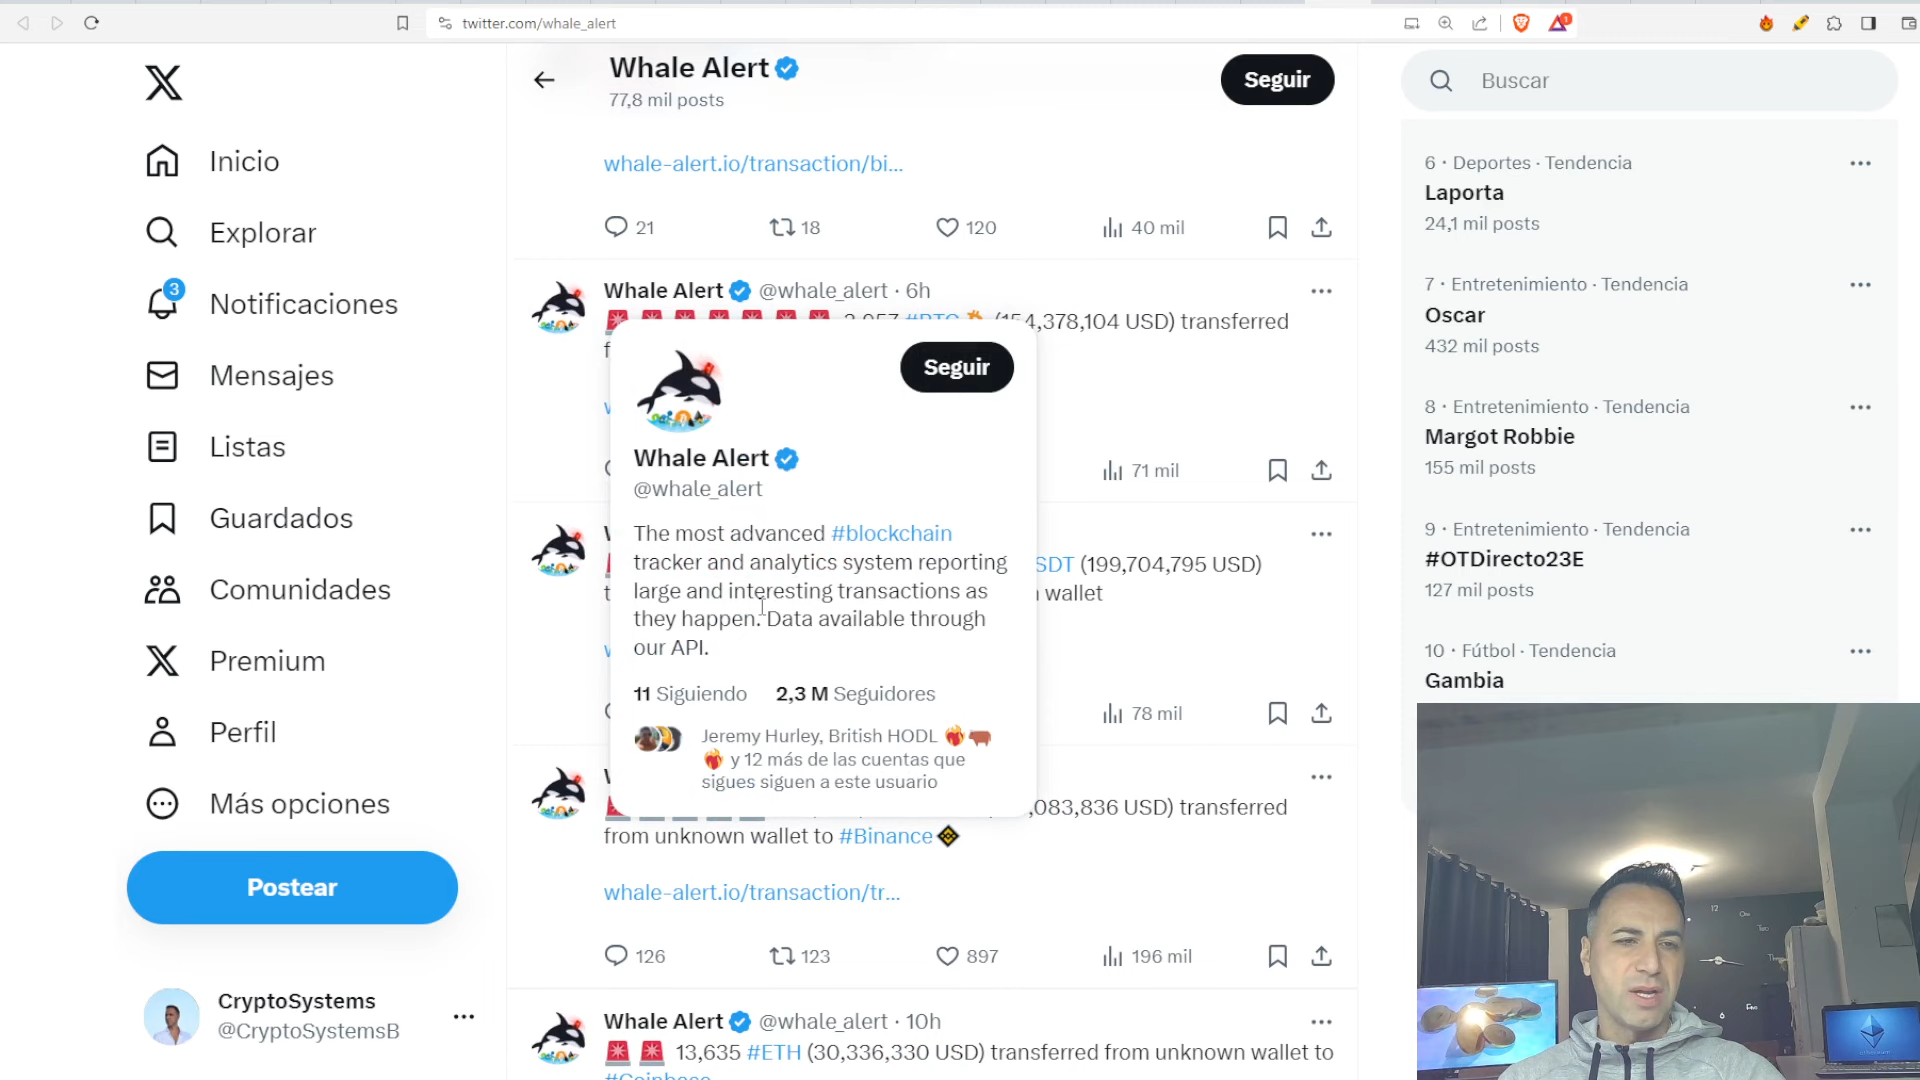 twitter.com/whale_alert
1
Whale Alert
77,8 mil posts
Seguir
Buscar
Inicio
Explorar
3
Notificaciones
Mensajes
Listas
Guardados
Comunidades
Premium
Perfil
Más opciones
Postear
CryptoSystems
@CryptoSystemsB
whale-alert.io/transaction/bi...
21
18
120
40 mil
Whale Alert @whale_alert · 6h
#BTC 4,378,104 USD) transferred
71 mil
Seguir
Whale Alert
@whale_alert
The most advanced #blockchain
tracker and analytics system reporting
large and interesting transactions as
they happen. Data available through
our API.
11 Siguiendo 2,3 M Seguidores
Jeremy Hurley, British HODL
y 12 más de las cuentas que
sigues siguen a este usuario
SDT (199,704,795 USD)
wallet
78 mil
,083,836 USD) transferred
from unknown wallet to #Binance
whale-alert.io/transaction/tr...
126
123
897
196 mil
Whale Alert @whale_alert · 10h
13,635 #ETH (30,336,330 USD) transferred from unknown wallet to
#Coinbase
6 · Deportes · Tendencia
Laporta
24,1 mil posts
7 · Entretenimiento · Tendencia
Oscar
432 mil posts
8 · Entretenimiento · Tendencia
Margot Robbie
155 mil posts
9 · Entretenimiento · Tendencia
#OTDirecto23E
127 mil posts
10 · Fútbol · Tendencia
Gambia
12
6